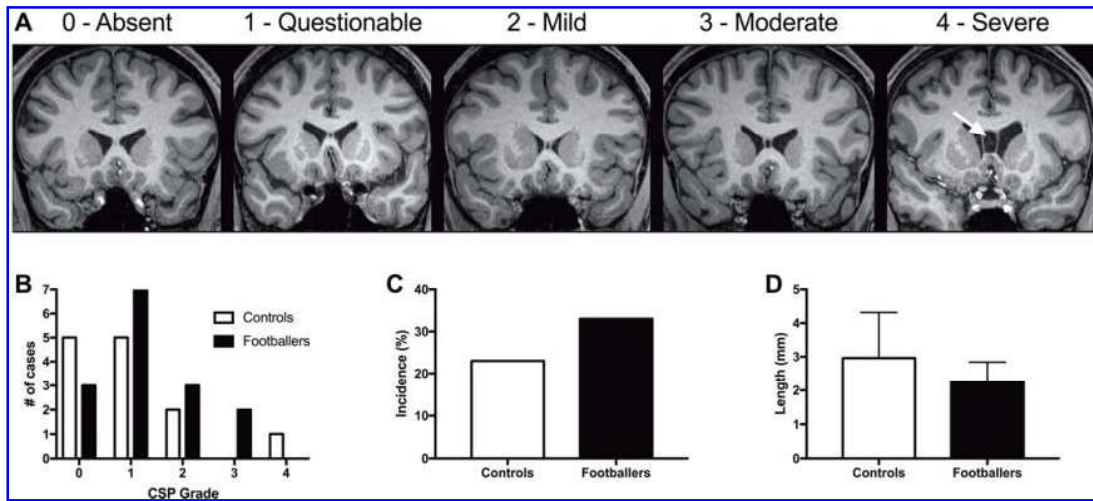 A
0 - Absent
1 - Questionable
2 - Mild
3 - Moderate
4 - Severe
B
# of cases
7
6
5
4
3
2
1
0
0 1 2 3 4
CSP Grade
Controls
Footballers
C
Incidence (%)
40
30
20
10
0
Controls Footballers
D
Length (mm)
5
4
3
2
1
0
Controls Footballers